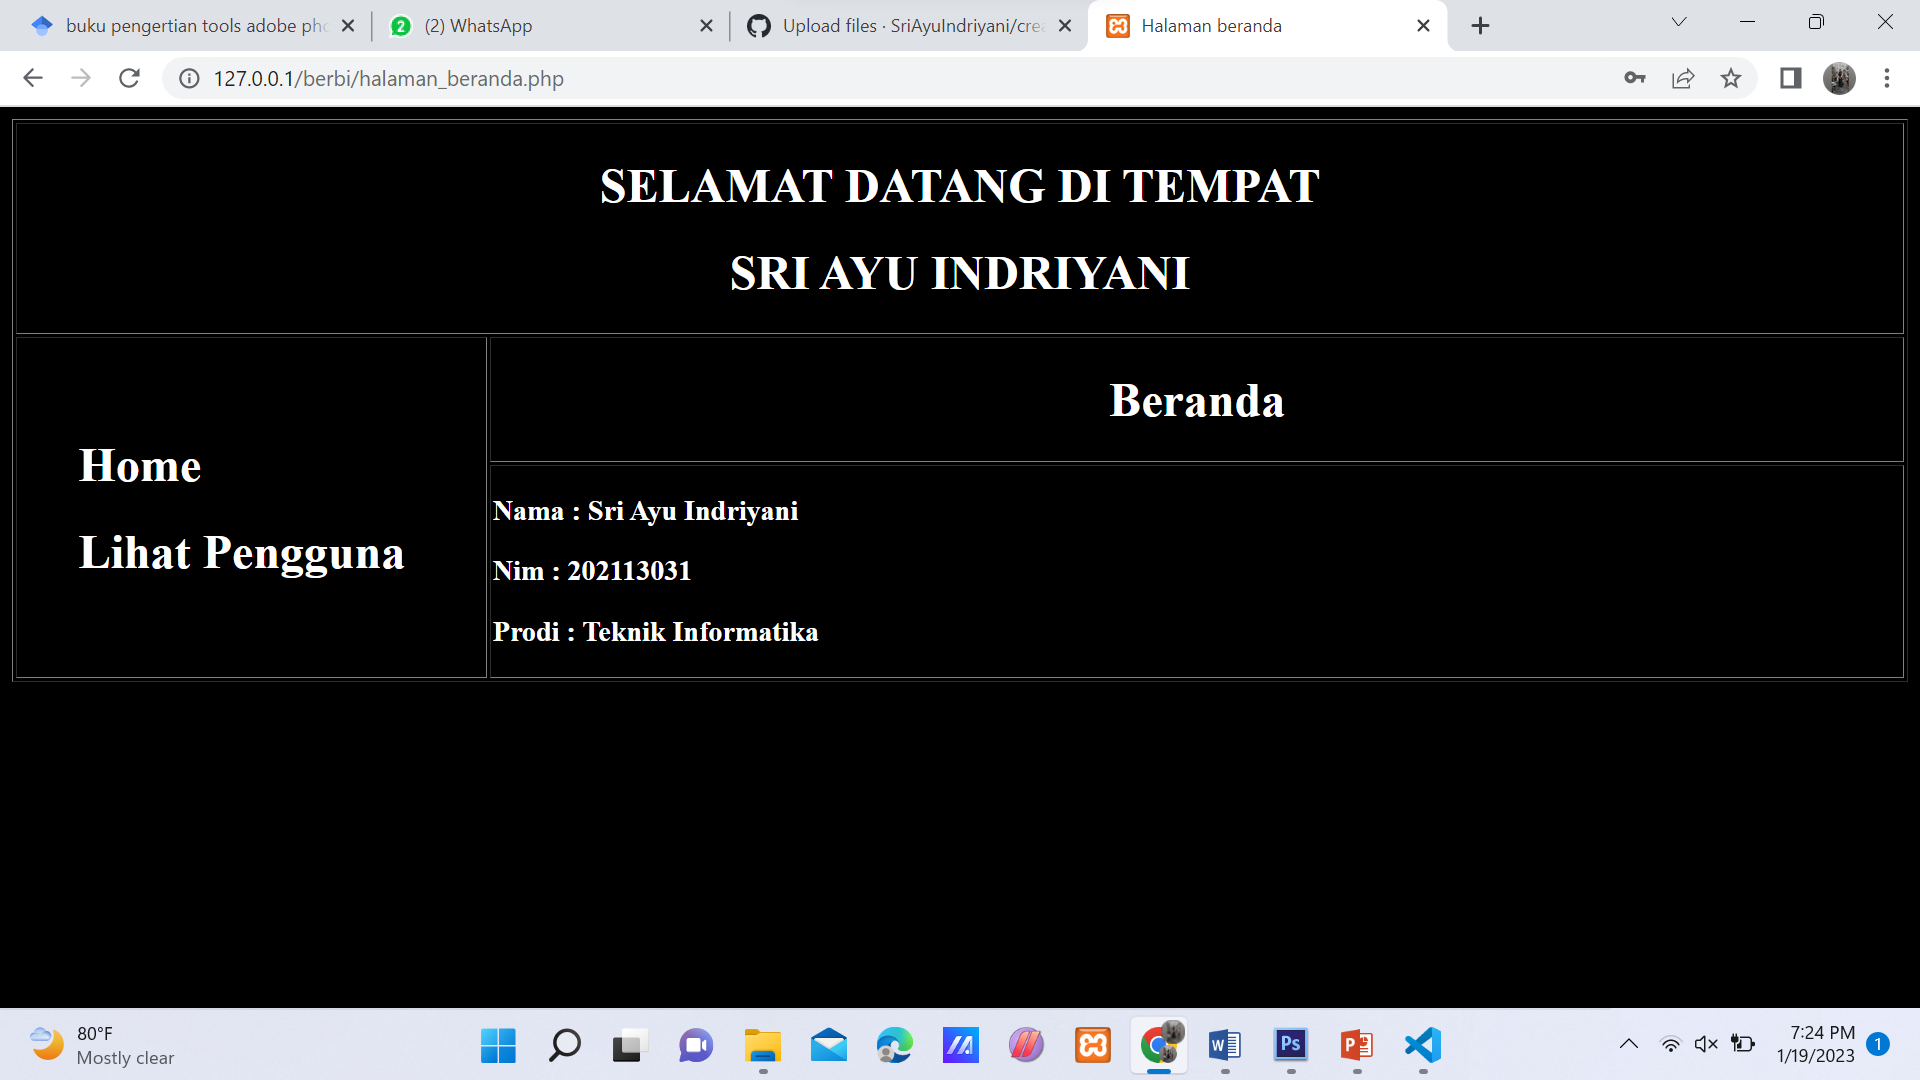 buku pengertian tools adobe pho
(2) WhatsApp
Upload files · SriAyuIndriyani/crea
Halaman beranda
127.0.0.1/berbi/halaman_beranda.php
SELAMAT DATANG DI TEMPAT
SRI AYU INDRIYANI
Home
Lihat Pengguna
Beranda
Nama : Sri Ayu Indriyani
Nim : 202113031
Prodi : Teknik Informatika
80°F
Mostly clear
7:24 PM
1/19/2023
1